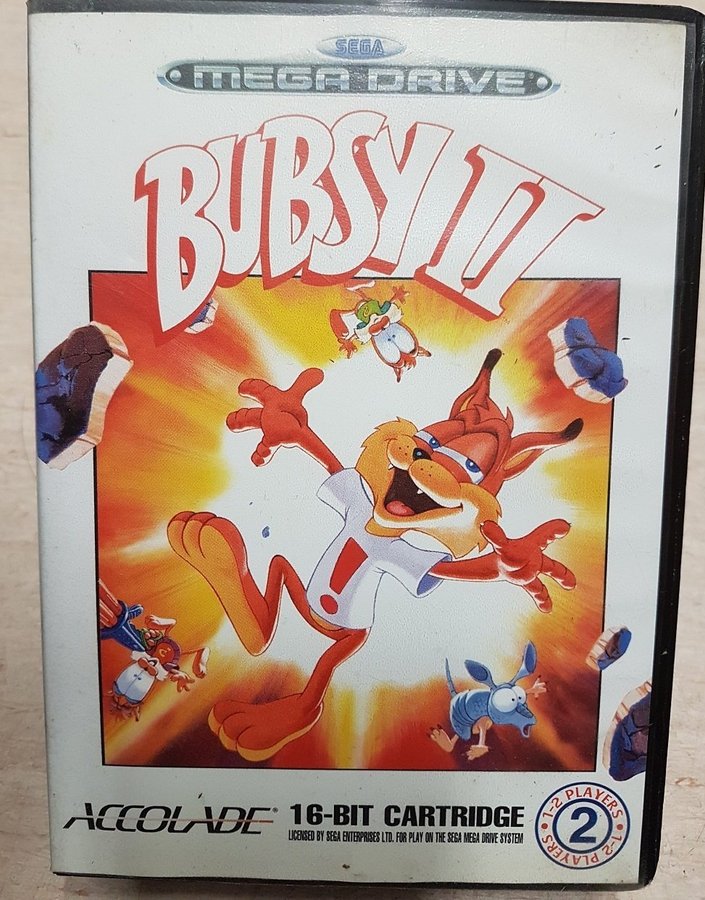 SEGA
MEGA DRIVE
BUBSY II
ACCOLADE®
16-BIT CARTRIDGE
LICENSED BY SEGA ENTERPRISES LTD. FOR PLAY ON THE SEGA MEGA DRIVE SYSTEM
1-2 PLAYERS • 1-2 PLAYERS •
2